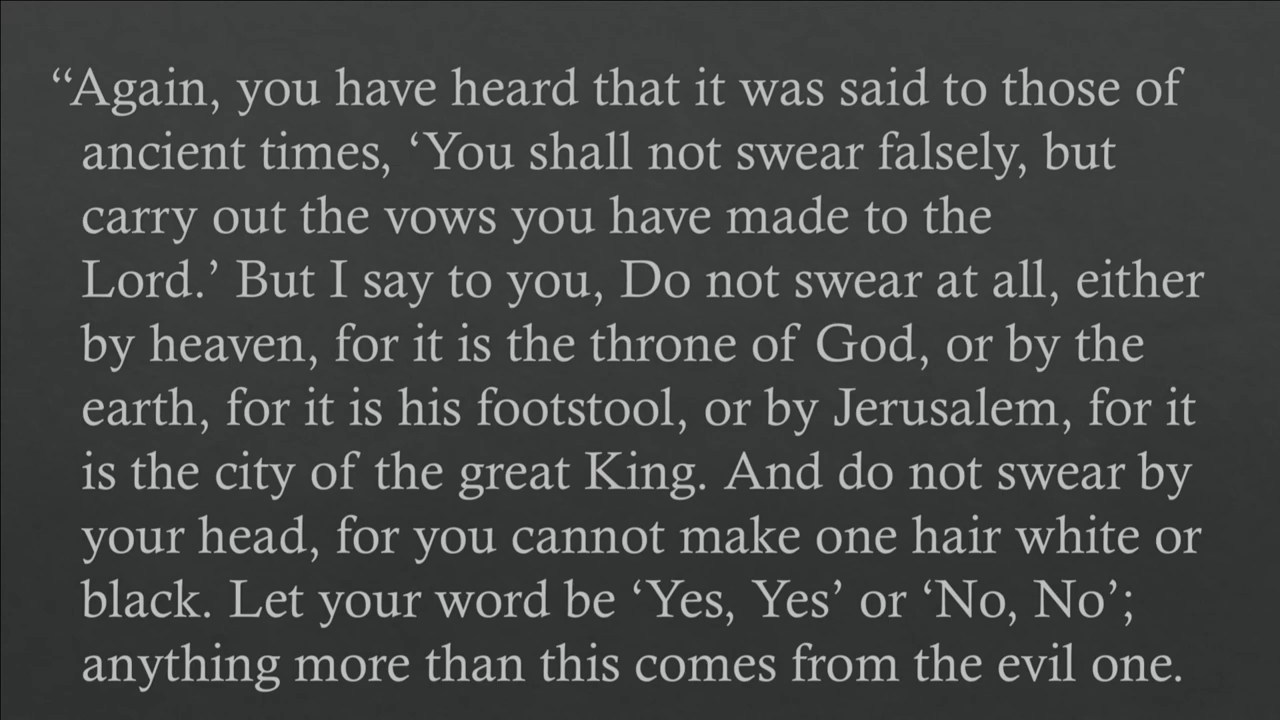 “Again, you have heard that it was said to those of
ancient times, ‘You shall not swear falsely, but
carry out the vows you have made to the
Lord.’ But I say to you, Do not swear at all, either
by heaven, for it is the throne of God, or by the
earth, for it is his footstool, or by Jerusalem, for it
is the city of the great King. And do not swear by
your head, for you cannot make one hair white or
black. Let your word be ‘Yes, Yes’ or ‘No, No’;
anything more than this comes from the evil one.